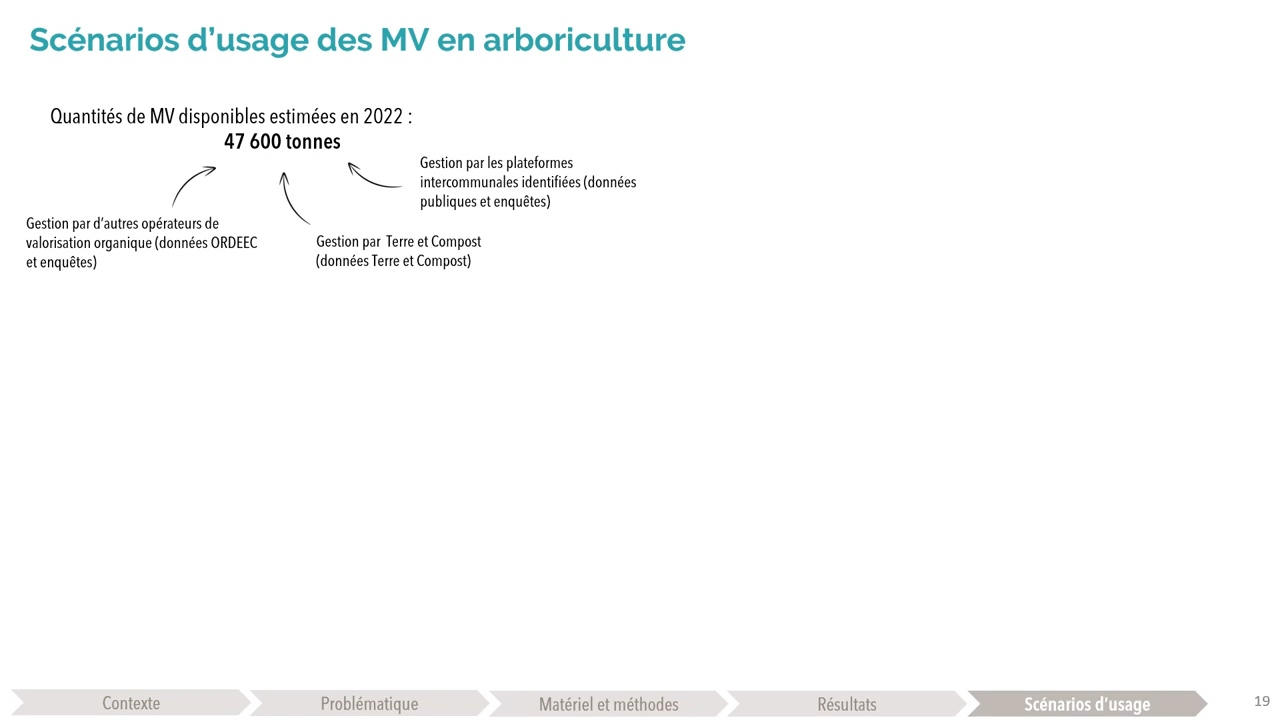 Scénarios d’usage des MV en arboriculture
Quantités de MV disponibles estimées en 2022 :
47 600 tonnes
Gestion par les plateformes
intercommunales identifiées (données
publiques et enquêtes)
Gestion par d’autres opérateurs de
valorisation organique (données ORDEEC
et enquêtes)
Gestion par Terre et Compost
(données Terre et Compost)
Contexte
Problématique
Matériel et méthodes
Résultats
Scénarios d’usage
19